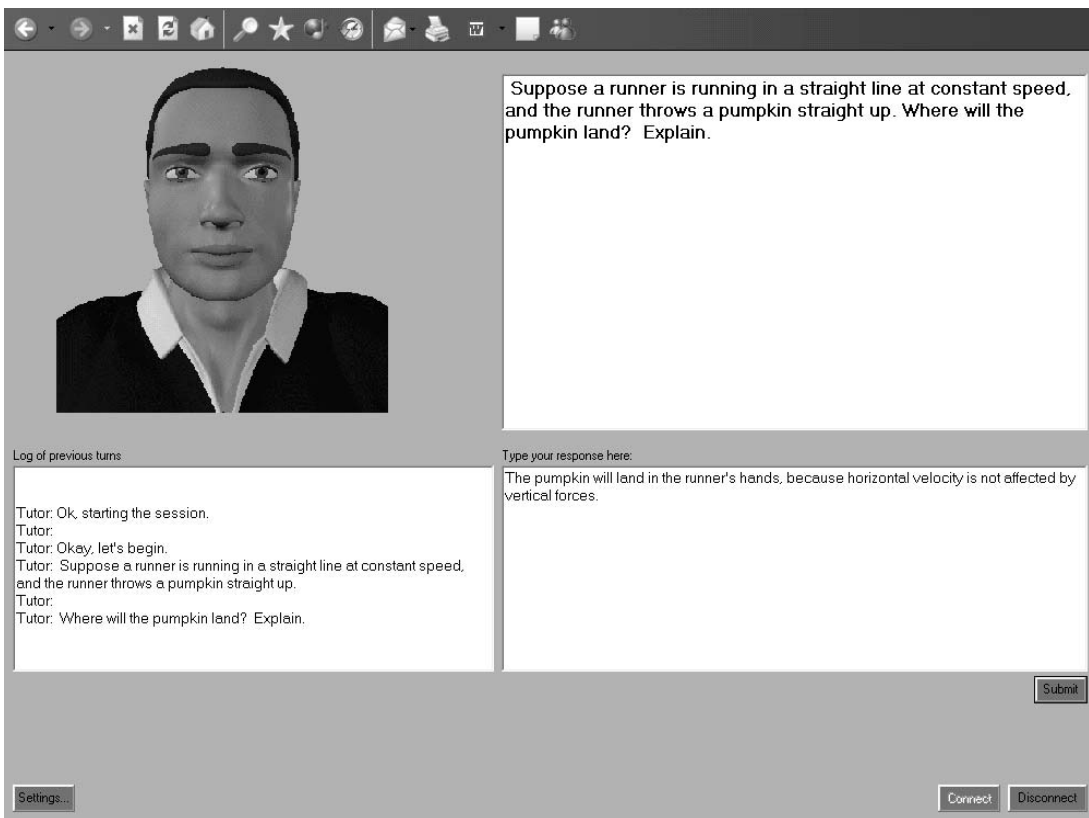 Suppose a runner is running in a straight line at constant speed,
and the runner throws a pumpkin straight up. Where will the
pumpkin land?  Explain.
Log of previous turns
Tutor: Ok, starting the session.
Tutor:
Tutor: Okay, let's begin.
Tutor:  Suppose a runner is running in a straight line at constant speed,
and the runner throws a pumpkin straight up.
Tutor:
Tutor:  Where will the pumpkin land?  Explain.
Type your response here:
The pumpkin will land in the runner's hands, because horizontal velocity is not affected by
vertical forces.
Submit
Settings...
Connect
Disconnect